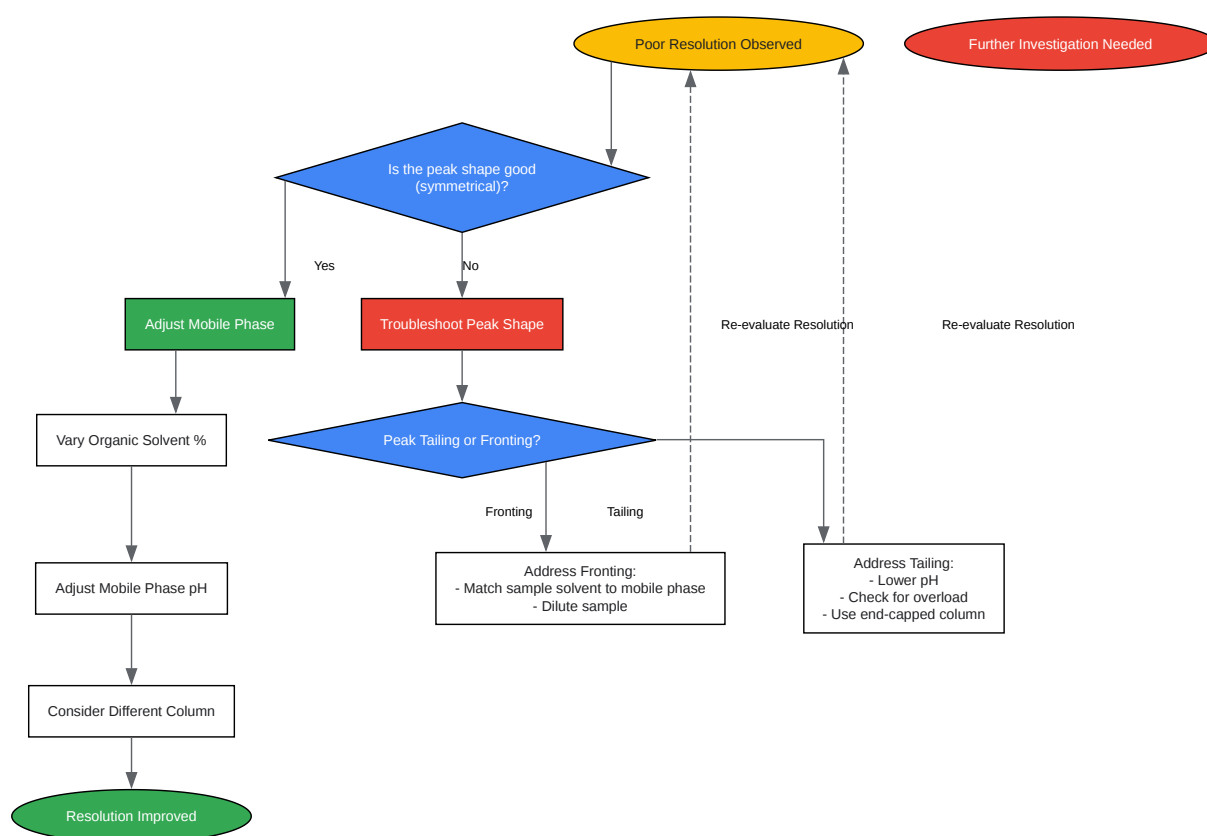 Poor Resolution Observed
Further Investigation Needed
Is the peak shape good
(symmetrical)?
Yes
No
Adjust Mobile Phase
Troubleshoot Peak Shape
Re-evaluate Resolution
Re-evaluate Resolution
Vary Organic Solvent %
Peak Tailing or Fronting?
Fronting
Tailing
Address Fronting:
- Match sample solvent to mobile phase
- Dilute sample
Address Tailing:
- Lower pH
- Check for overload
- Use end-capped column
Adjust Mobile Phase pH
Consider Different Column
Resolution Improved